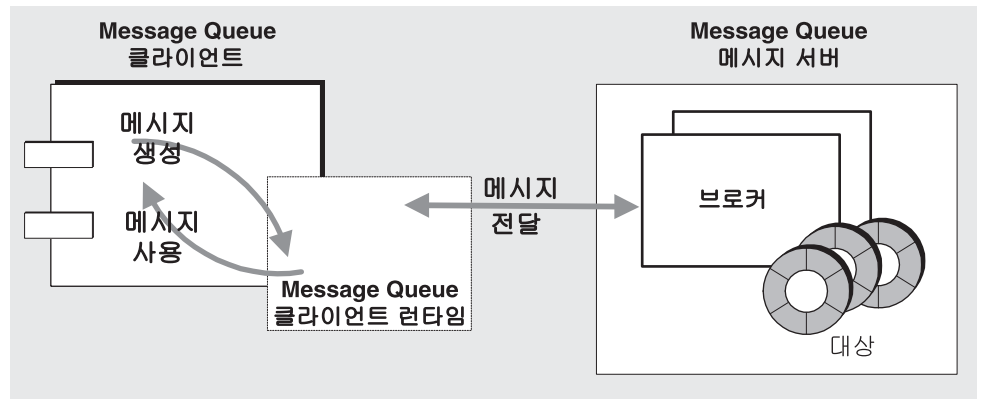 Message Queue
클라이언트
Message Queue
메시지 서버
메시지
생성
메시지
사용
메시지
전달
브로커
Message Queue
클라이언트 런타임
대상